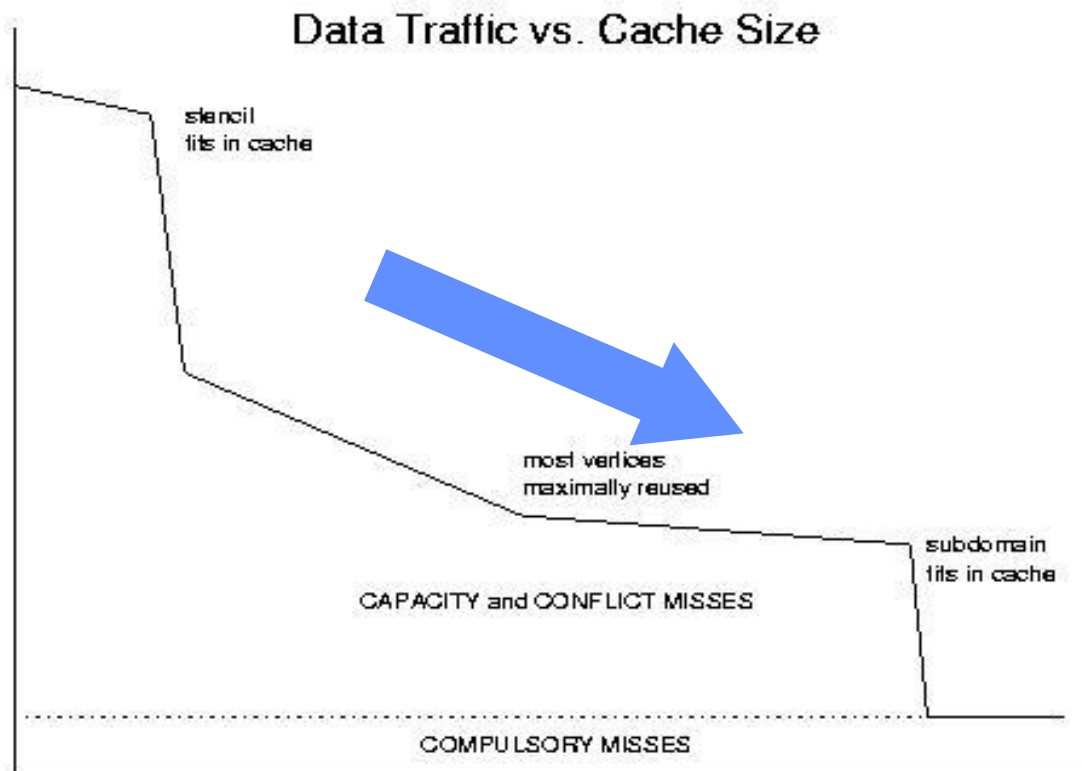 Data Traffic vs. Cache Size
stencil
fits in cache
most vertices
maximally reused
subdomain
fits in cache
CAPACITY and CONFLICT MISSES
COMPULSORY MISSES